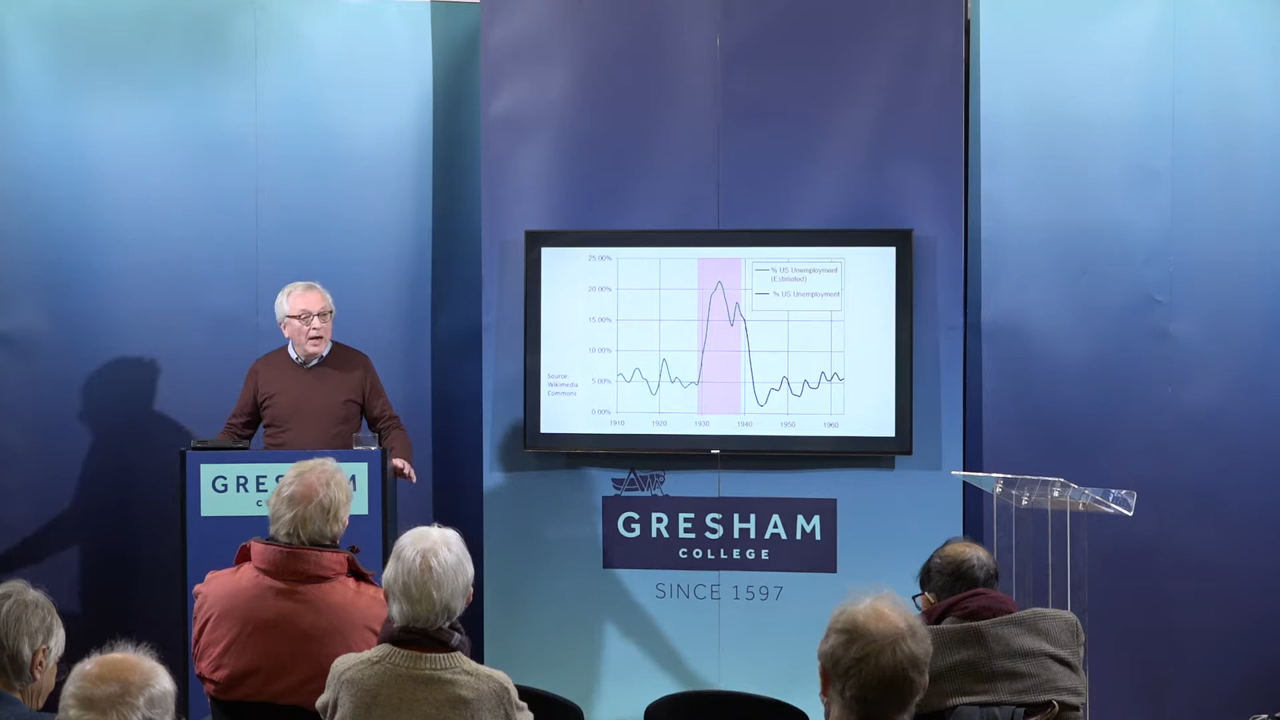 25.00%
% US Unemployment
(Estimated)
20.00%
% US Unemployment
15.00%
10.00%
Source:
Wikimedia
Commons
5.00%
0.00%
1910 1920 1930 1940 1950 1960
GRES M
C
GRESHAM
COLLEGE
SINCE 1597